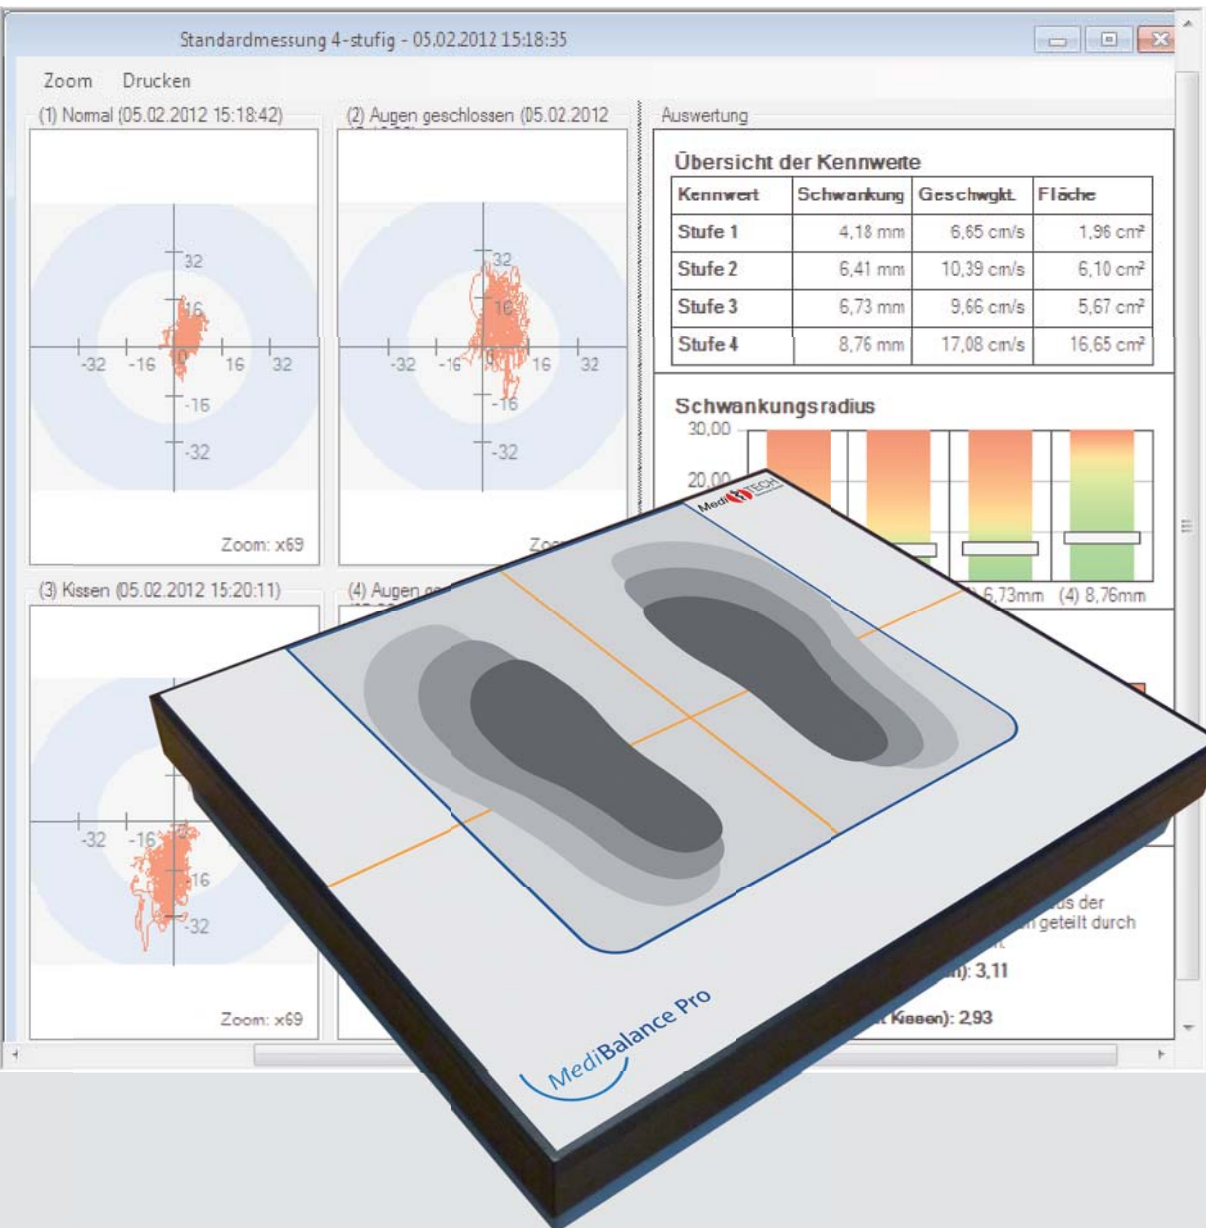 Standardmessung 4-stufig - 05.02.2012 15:18:35
Zoom Drucken
(1) Normal (05.02.2012 15:18:42)
32
16
0
-32 -16 16 32
-16
-32
Zoom: x69
(2) Augen geschlossen (05.02.2012
32
16
-32 -16 16 32
-16
-32
(3) Kissen (05.02.2012 15:20:11)
-32 -16
-16
-32
Zoom: x69
(4) Augen
Auswertung
Übersicht der Kennwerte
Kennwert Schwankung Geschwgkt. Fläche
Stufe 1 4,18 mm 6,65 cm/s 1,96 cm²
Stufe 2 6,41 mm 10,39 cm/s 6,10 cm²
Stufe 3 6,73 mm 9,66 cm/s 5,67 cm²
Stufe 4 8,76 mm 17,08 cm/s 16,65 cm²
Schwankungsradius
30,00
20,00
6,73mm (4) 8,76mm
aus der
geteilt durch
3,11
Kissen): 2,93
MediTECH
MediBalance Pro